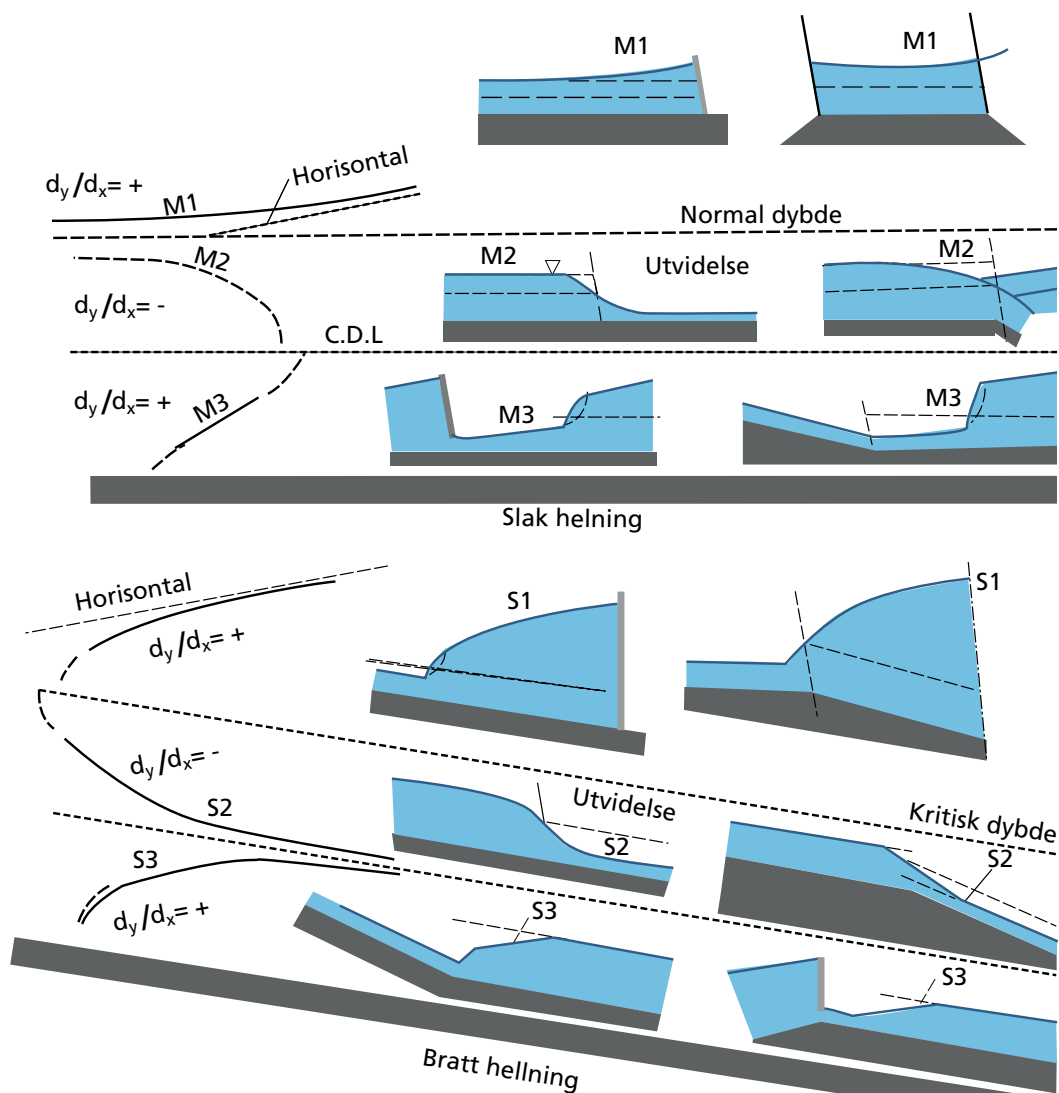 M1
M1
Horisontal
dy/dx= +
M1
Normal dybde
M2
M2
Utvidelse
M2
dy/dx= -
C.D.L
dy/dx= +
M3
M3
M3
Slak helning
Horisontal
S1
S1
dy/dx= +
dy/dx= -
S2
Utvidelse
S2
Kritisk dybde
S2
S3
dy/dx= +
S3
S3
Bratt hellning